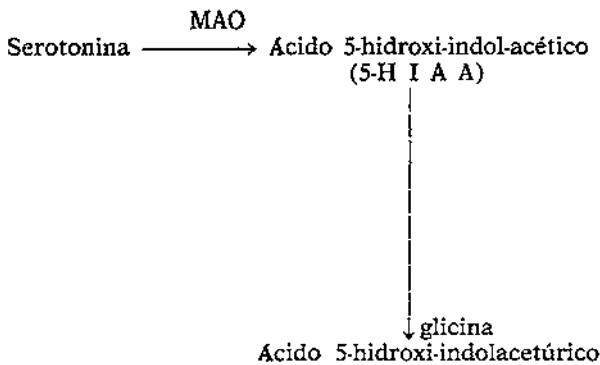 MAO
Serotonina Ácido 5-hidroxi-indol-acético
(5-H I A A)
glicina
Ácido 5-hidroxi-indolacetúrico